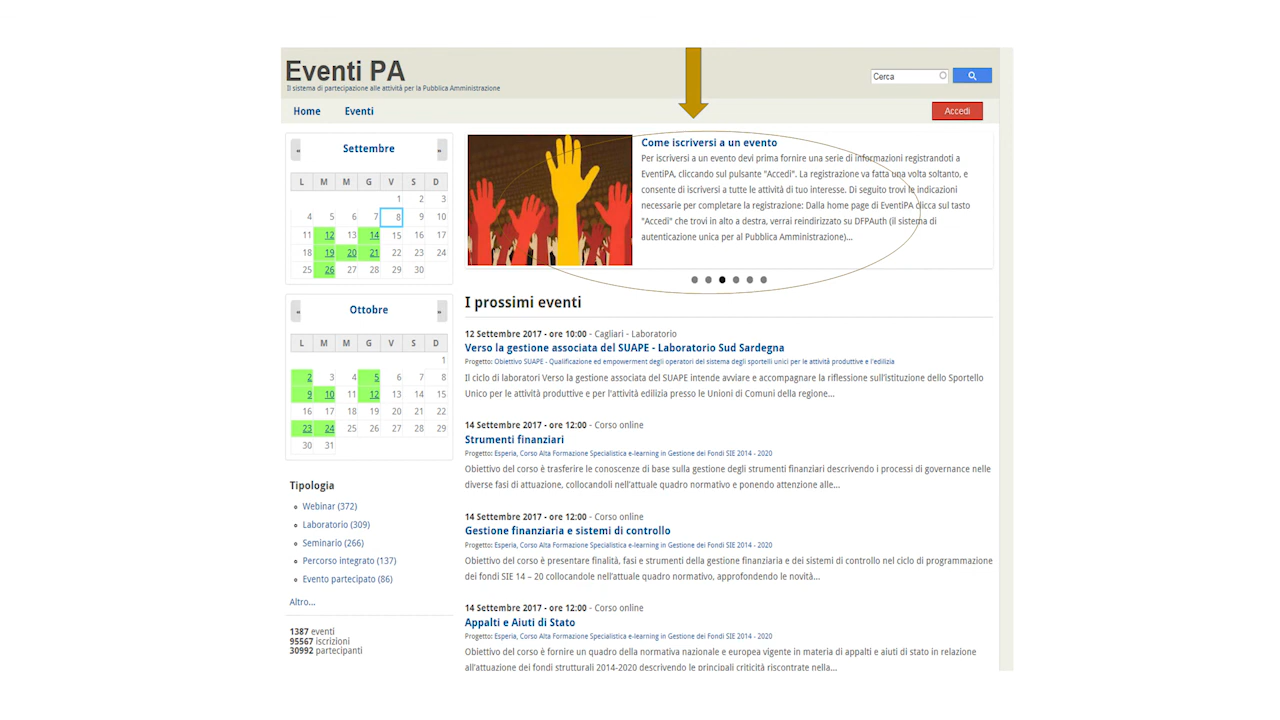 Eventi PA
Il sistema di partecipazione alle attività per la Pubblica Amministrazione
Cerca
Home Eventi
Accedi
« Settembre »
L M M G V S D
1 2 3
4 5 6 7 8 9 10
11 12 13 14 15 16 17
18 19 20 21 22 23 24
25 26 27 28 29 30
« Ottobre »
L M M G V S D
1
2 3 4 5 6 7 8
9 10 11 12 13 14 15
16 17 18 19 20 21 22
23 24 25 26 27 28 29
30 31
Tipologia
Webinar (372)
Laboratorio (309)
Seminario (266)
Percorso integrato (137)
Evento partecipato (86)
Altro...
1387 eventi
95567 iscrizioni
30992 partecipanti
Come iscriversi a un evento
Per iscriversi a un evento devi prima fornire una serie di informazioni registrandoti a
EventiPA, cliccando sul pulsante "Accedi". La registrazione va fatta una volta soltanto, e
consente di iscriversi a tutte le attività di tuo interesse. Di seguito trovi le indicazioni
necessarie per completare la registrazione: Dalla home page di EventiPA clicca sul tasto
"Accedi" che trovi in alto a destra, verrai reindirizzato su DFPAuth (il sistema di
autenticazione unica per al Pubblica Amministrazione)...
I prossimi eventi
12 Settembre 2017 - ore 10:00 - Cagliari - Laboratorio
Verso la gestione associata del SUAPE - Laboratorio Sud Sardegna
Progetto: Obiettivo SUAPE - Qualificazione ed empowerment degli operatori del sistema degli sportelli unici per le attività produttive e l'edilizia
Il ciclo di laboratori Verso la gestione associata del SUAPE intende avviare e accompagnare la riflessione sull'istituzione dello Sportello
Unico per le attività produttive e per l'attività edilizia presso le Unioni di Comuni della regione...
14 Settembre 2017 - ore 12:00 - Corso online
Strumenti finanziari
Progetto: Esperia, Corso Alta Formazione Specialistica e-learning in Gestione dei Fondi SIE 2014 - 2020
Obiettivo del corso è trasferire le conoscenze di base sulla gestione degli strumenti finanziari descrivendo i processi di governance nelle
diverse fasi di attuazione, collocandoli nell'attuale quadro normativo e ponendo attenzione alle...
14 Settembre 2017 - ore 12:00 - Corso online
Gestione finanziaria e sistemi di controllo
Progetto: Esperia, Corso Alta Formazione Specialistica e-learning in Gestione dei Fondi SIE 2014 - 2020
Obiettivo del corso è presentare finalità, fasi e strumenti della gestione finanziaria e dei sistemi di controllo nel ciclo di programmazione
dei fondi SIE 14 – 20 collocandole nell'attuale quadro normativo, approfondendo le novità...
14 Settembre 2017 - ore 12:00 - Corso online
Appalti e Aiuti di Stato
Progetto: Esperia, Corso Alta Formazione Specialistica e-learning in Gestione dei Fondi SIE 2014 - 2020
Obiettivo del corso è fornire un quadro della normativa nazionale e europea vigente in materia di appalti e aiuti di stato in relazione
all'attuazione dei fondi strutturali 2014-2020 descrivendo le principali criticità riscontrate nella...